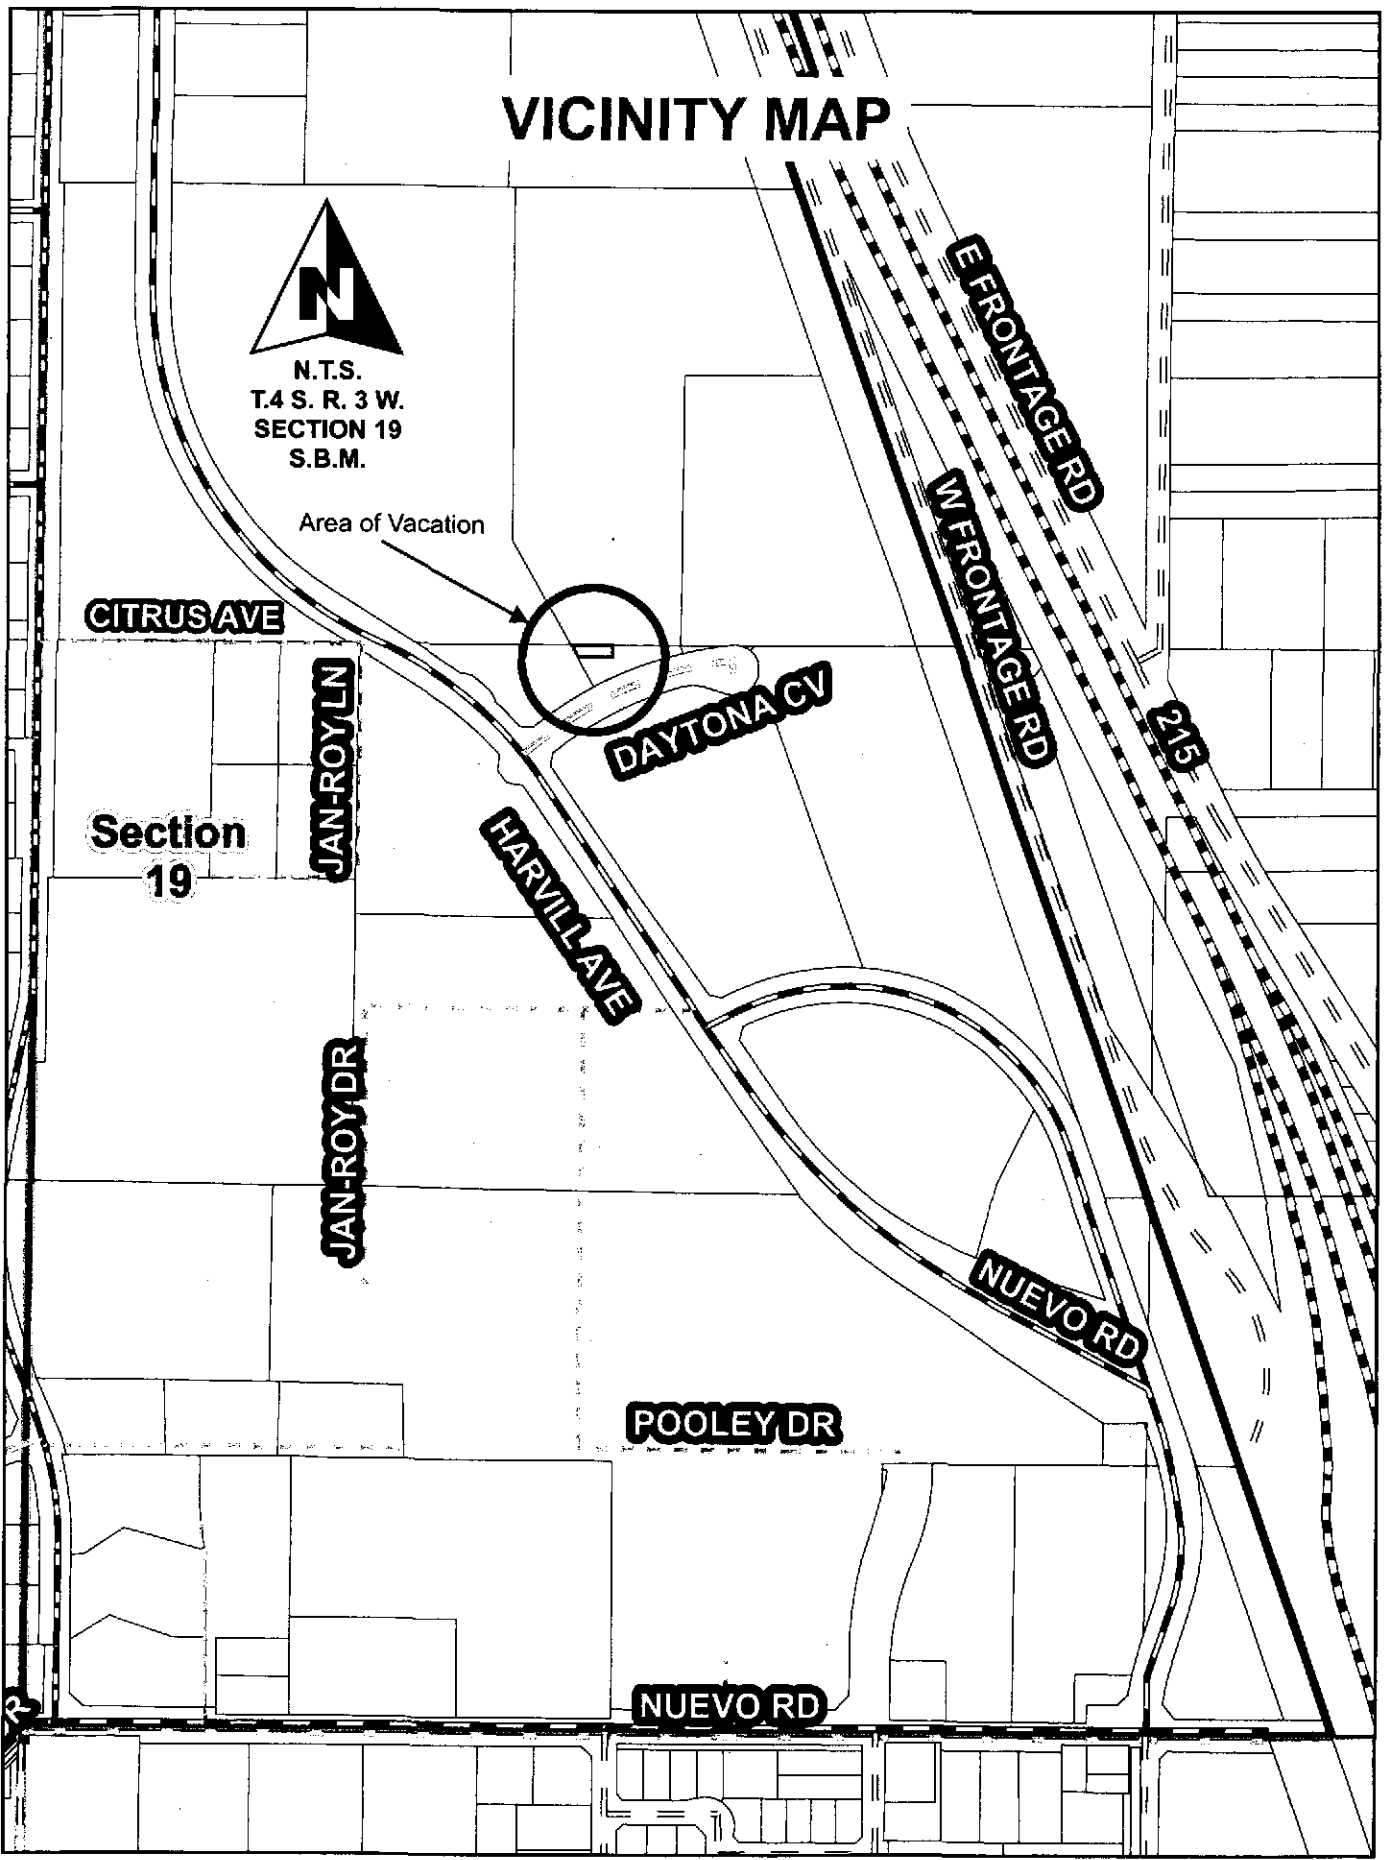 VICINITY MAP
N
N.T.S.
T.4 S. R. 3 W.
SECTION 19
S.B.M.
E FRONTAGE RD
W FRONTAGE RD
Area of Vacation
CITRUS AVE
JAN-ROY LN
DAYTONA CV
215
Section
19
HARVILL AVE
JAN-ROY DR
NUEVO RD
POOLEY DR
NUEVO RD
R